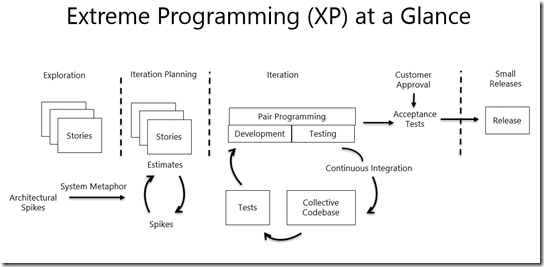 Extreme Programming (XP) at a Glance
Exploration
Iteration Planning
Iteration
Customer
Approval
Small
Releases
Stories
Stories
Estimates
Pair Programming
Development
Testing
Acceptance
Tests
Release
Continuous Integration
System Metaphor
Architectural
Spikes
Spikes
Tests
Collective
Codebase